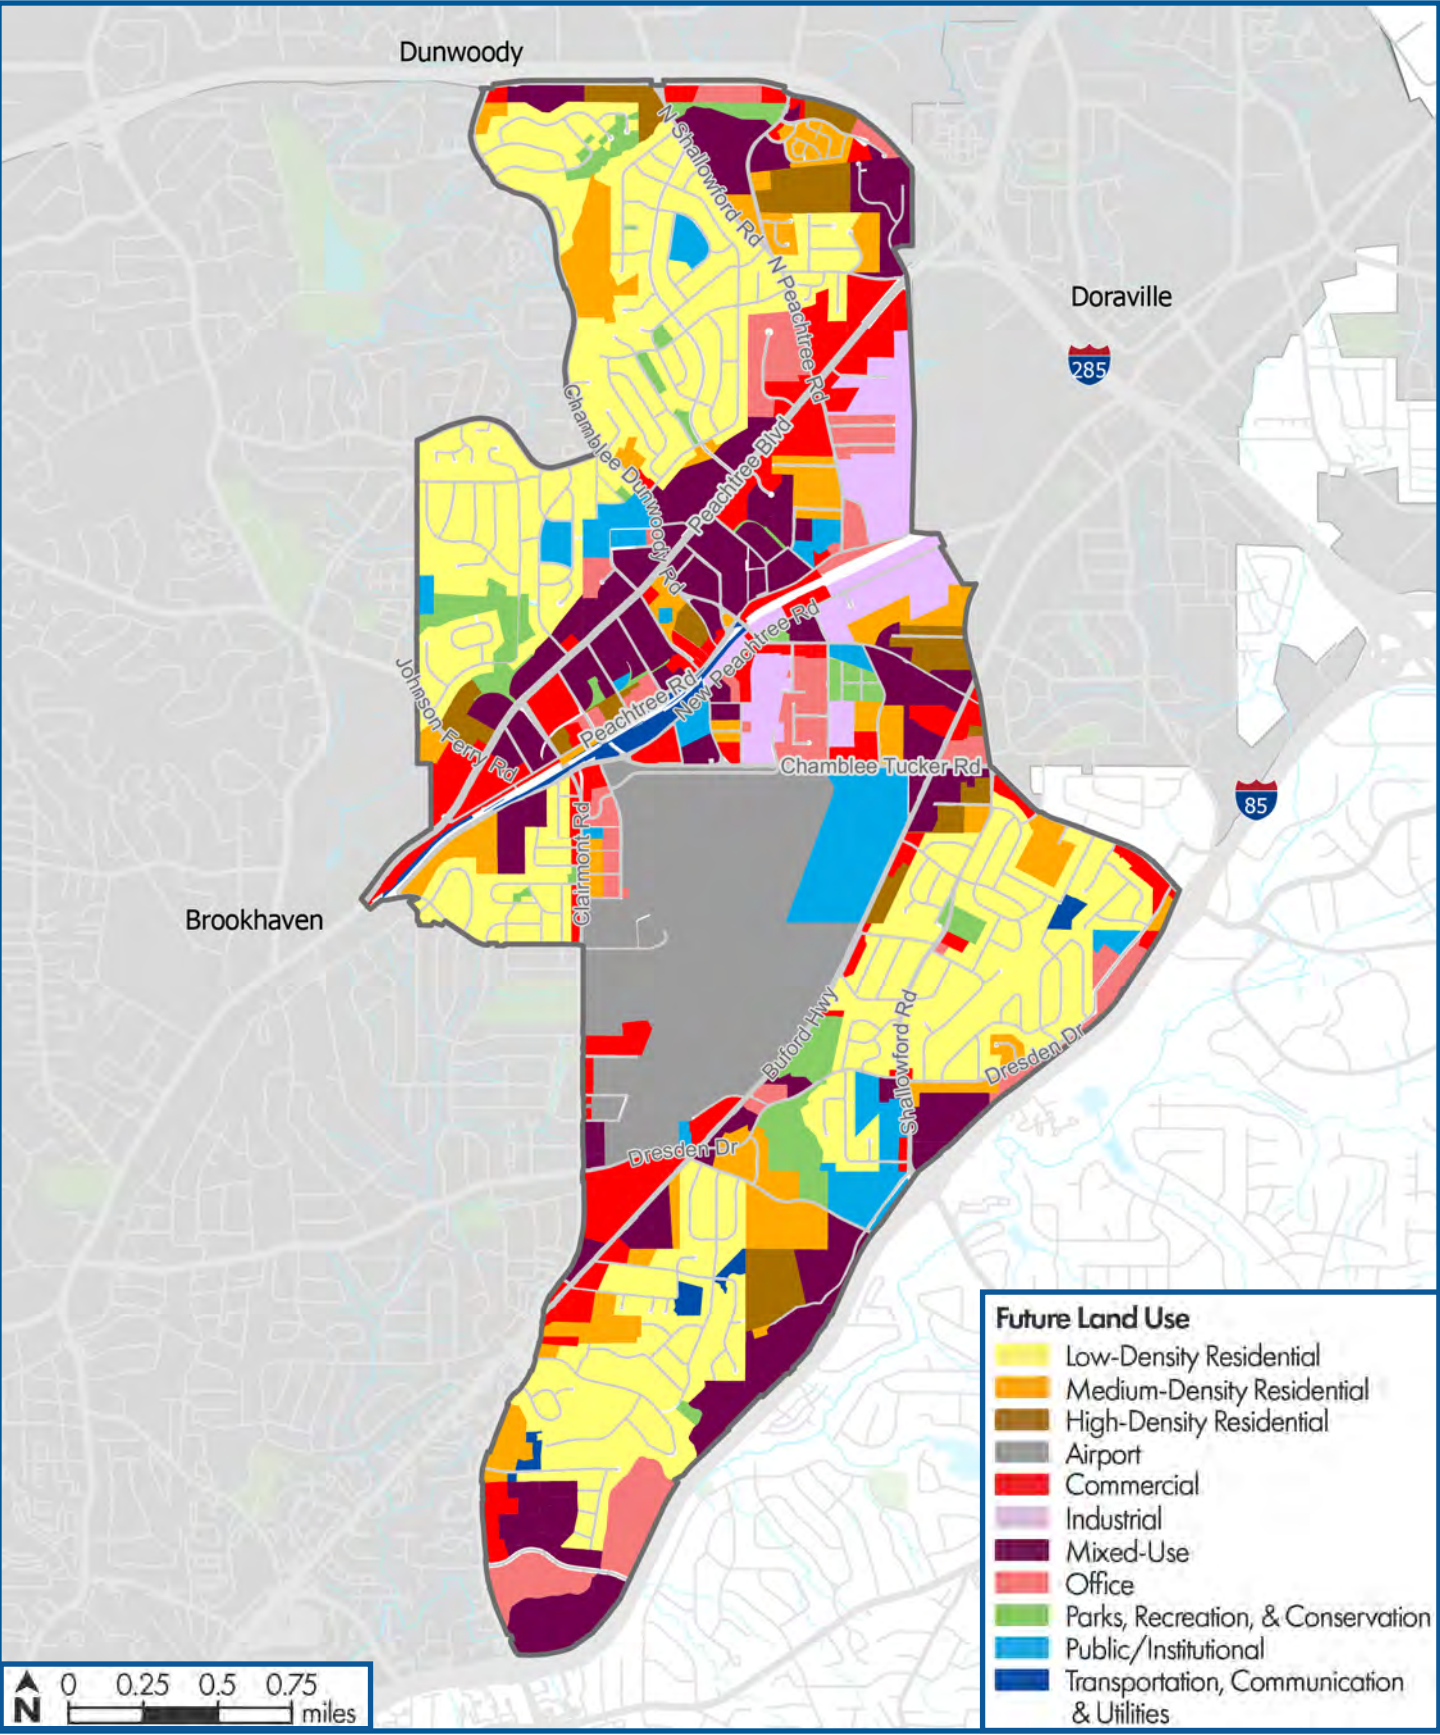 Dunwoody
N Shallowford Rd
Doraville
N Peachtree Rd
285
Chamblee Dunwoody Rd
Peachtree Blvd
New Peachtree Rd
Johnson Ferry Rd
Peachtree Rd
Chamblee Tucker Rd
85
Clairmont Rd
Brookhaven
Buford Hwy
Shallowford Rd
Dresden Dr
Dresden Dr
Future Land Use
Low-Density Residential
Medium-Density Residential
High-Density Residential
Airport
Commercial
Industrial
Mixed-Use
Office
Parks, Recreation, & Conservation
Public/Institutional
Transportation, Communication
& Utilities
N
0 0.25 0.5 0.75
miles